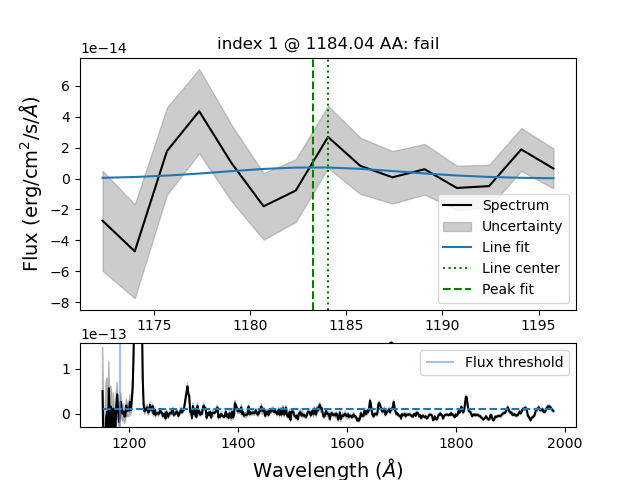 index 1 @ 1184.04 AA: fail
1e−14
6
4
2
0
−2
−4
−6
−8
Flux (erg/cm²/s/Å)
Spectrum
Uncertainty
Line fit
Line center
Peak fit
1175 1180 1185 1190 1195
1e−13
1
0
Flux threshold
1200 1400 1600 1800 2000
Wavelength (Å)